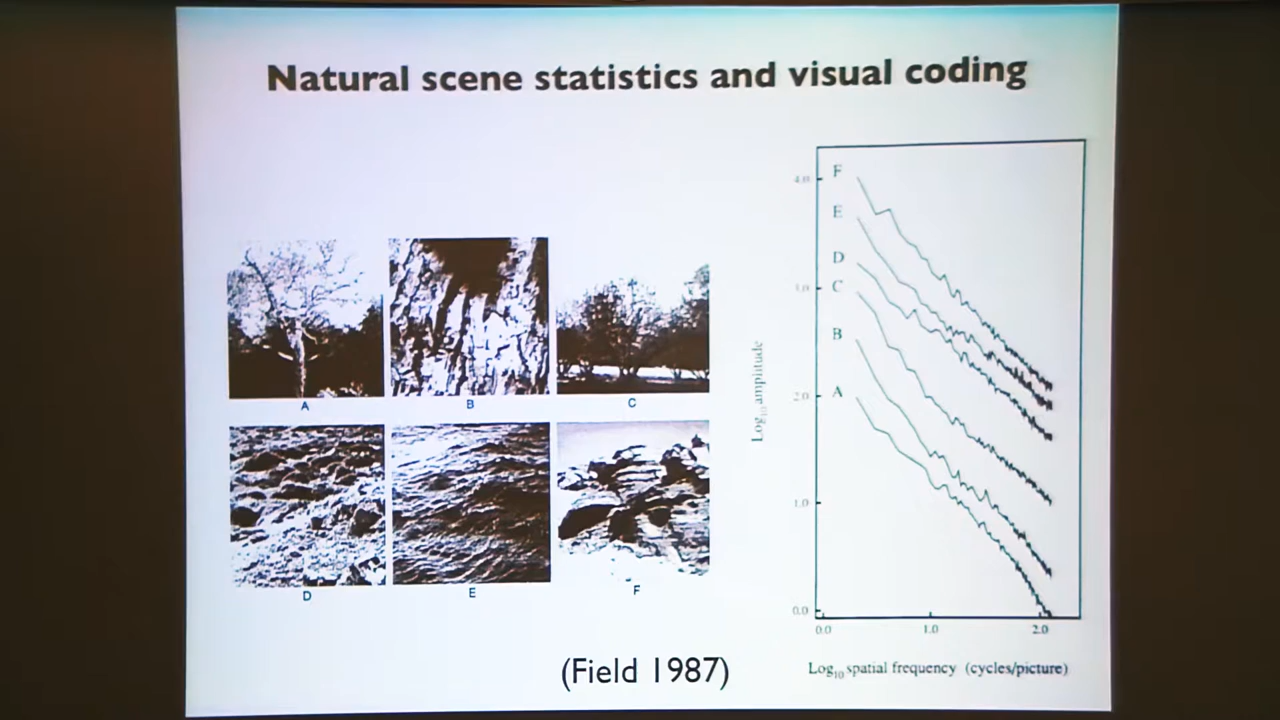 Natural scene statistics and visual coding
A
B
C
D
E
F
F
E
D
C
B
A
4.0
3.0
2.0
1.0
0.0
0.0
1.0
2.0
Log10 amplitude
Log10 spatial frequency (cycles/picture)
(Field 1987)